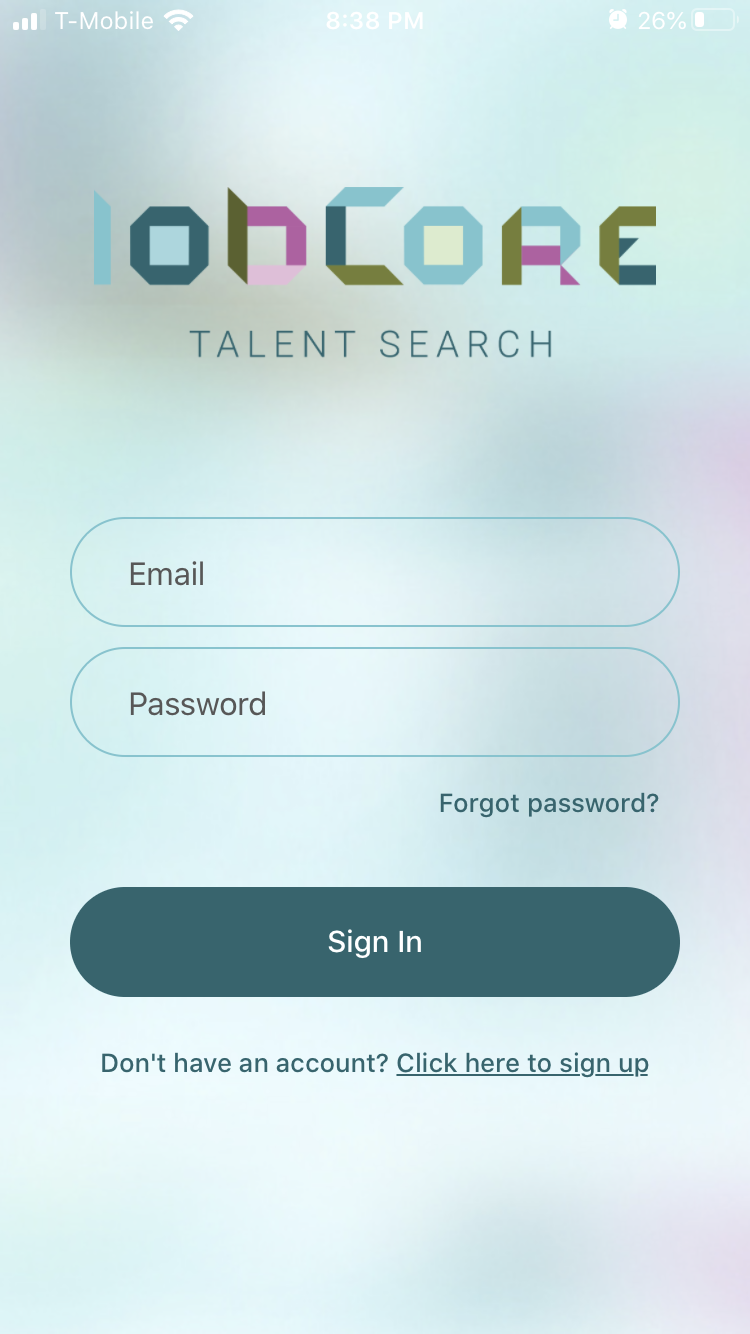 T-Mobile 8:38 PM 26%
JobCore
TALENT SEARCH
Email
Password
Forgot password?
Sign In
Don't have an account? Click here to sign up